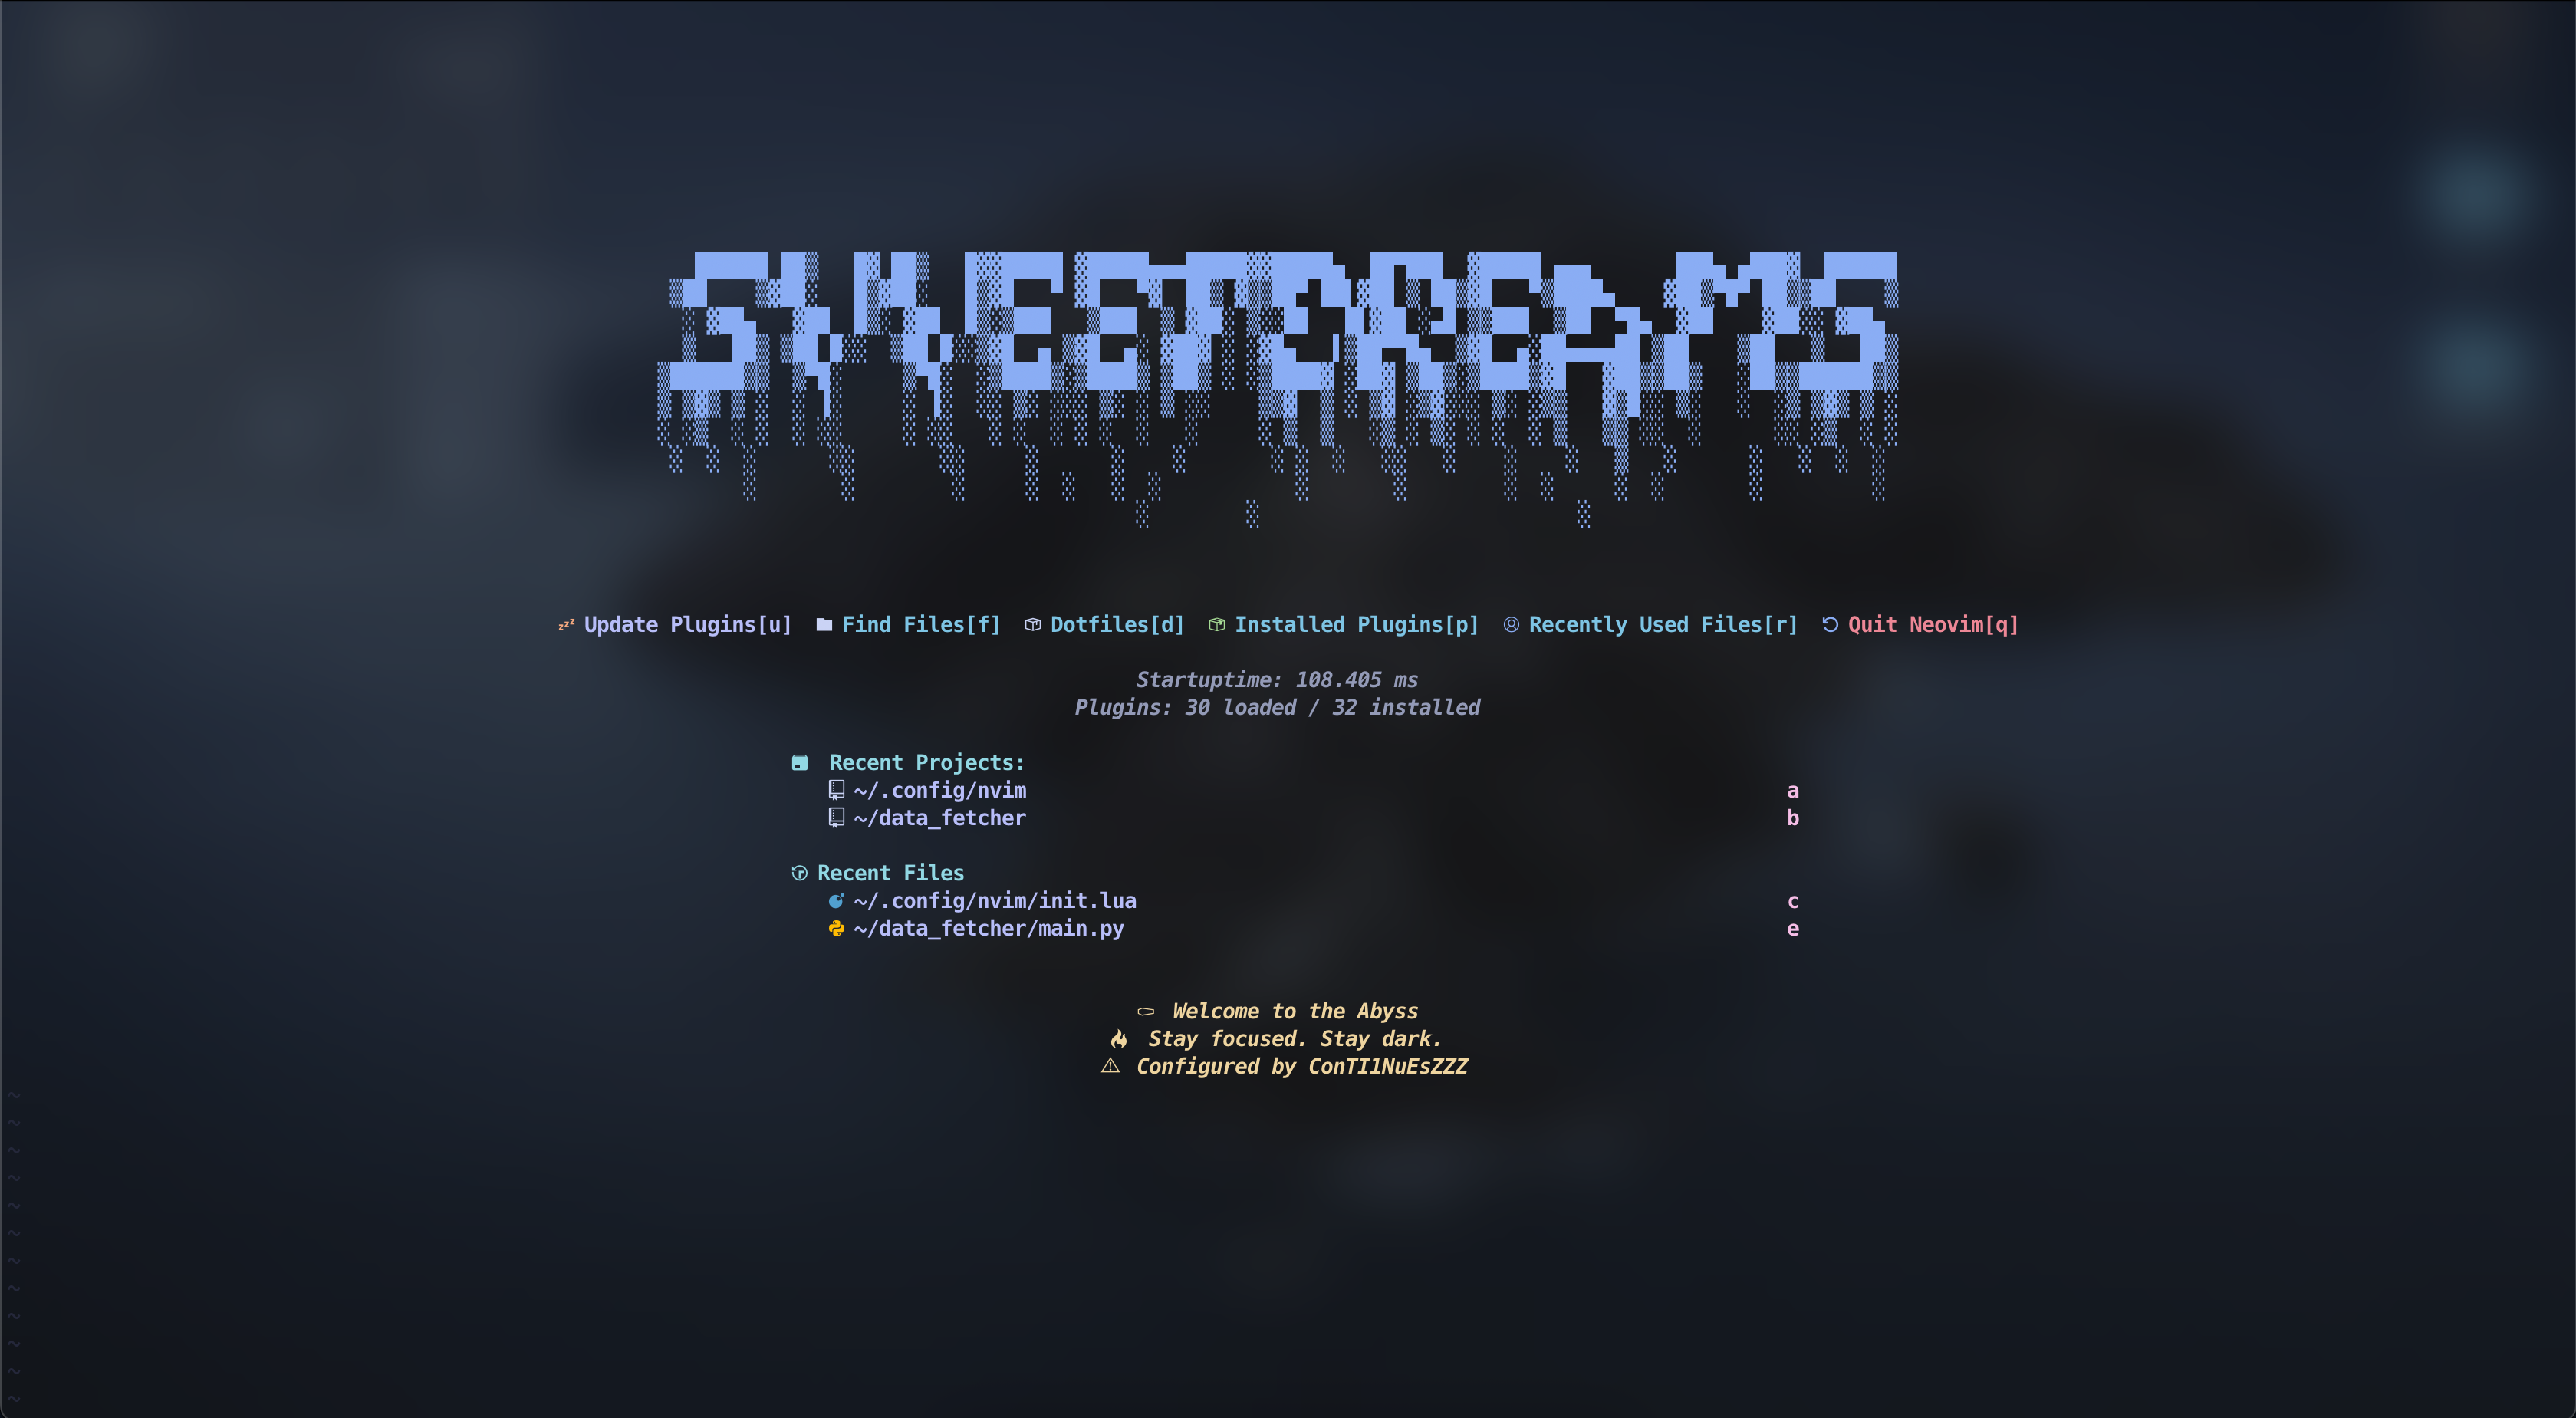 SVVEETDREAMS
Update Plugins[u] Find Files[f] Dotfiles[d] Installed Plugins[p] Recently Used Files[r] Quit Neovim[q]
Startuptime: 108.405 ms
Plugins: 30 loaded / 32 installed
Recent Projects:
~/.config/nvim a
~/data_fetcher b
Recent Files
~/.config/nvim/init.lua c
~/data_fetcher/main.py e
Welcome to the Abyss
Stay focused. Stay dark.
⚠ Configured by ConTI1NuEsZZZ
~
~
~
~
~
~
~
~
~
~
~
~